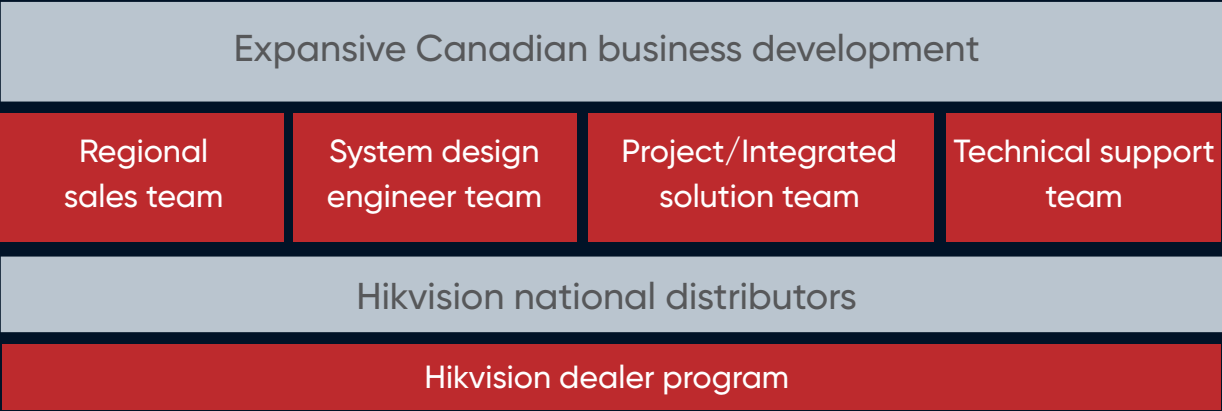 Expansive Canadian business development
Regional
sales team
System design
engineer team
Project/Integrated
solution team
Technical support
team
Hikvision national distributors
Hikvision dealer program